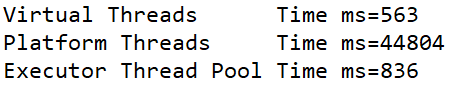 Virtual Threads      Time ms=563
Platform Threads     Time ms=44804
Executor Thread Pool Time ms=836